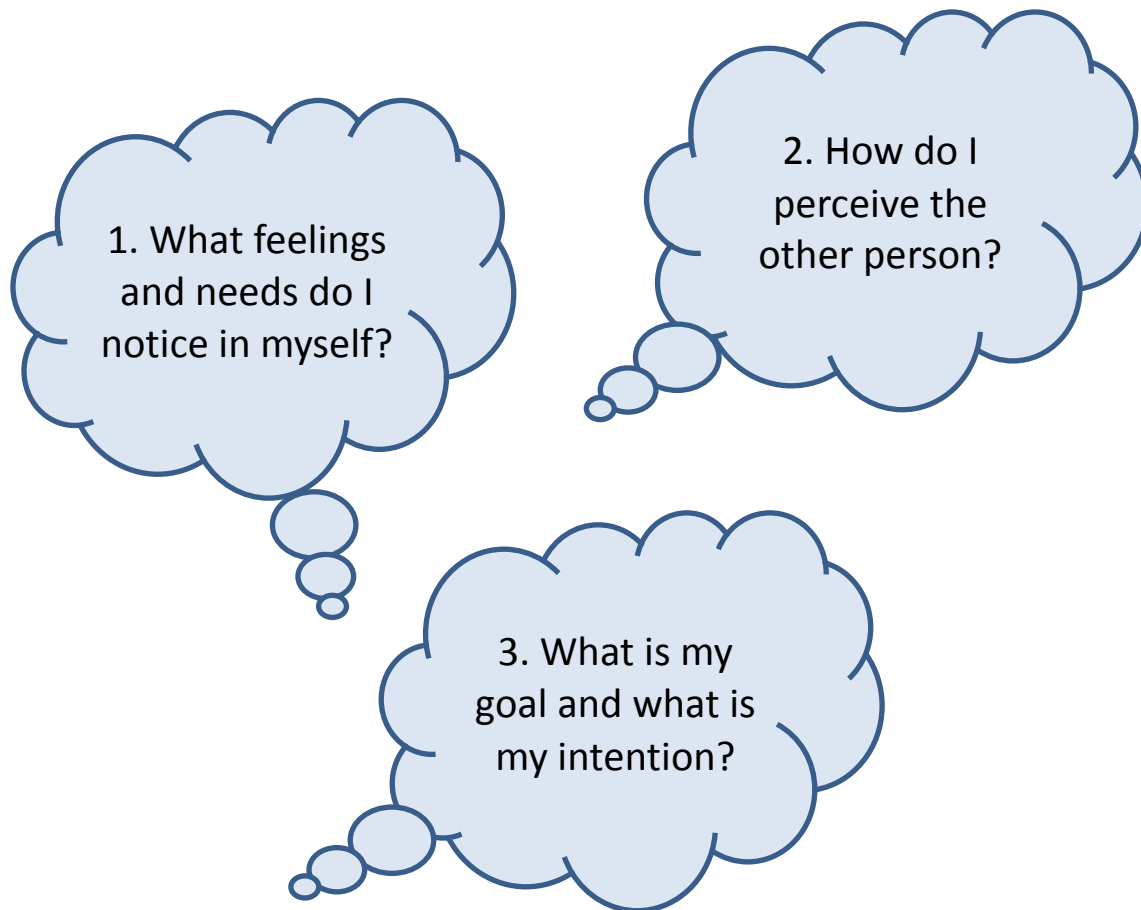 1. What feelings
and needs do I
notice in myself?
2. How do I
perceive the
other person?
3. What is my
goal and what is
my intention?